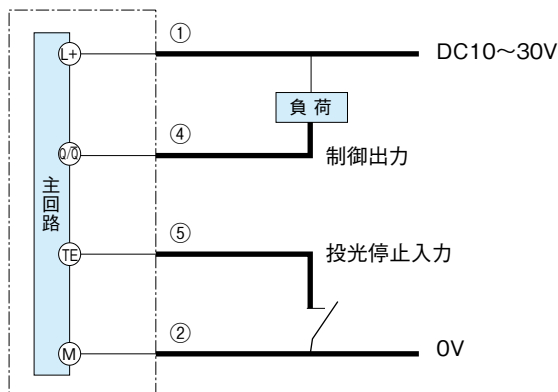 ①
L+
DC10～30V
負荷
④
Q/Q̅
制御出力
主回路
⑤
TE
投光停止入力
②
M
0V